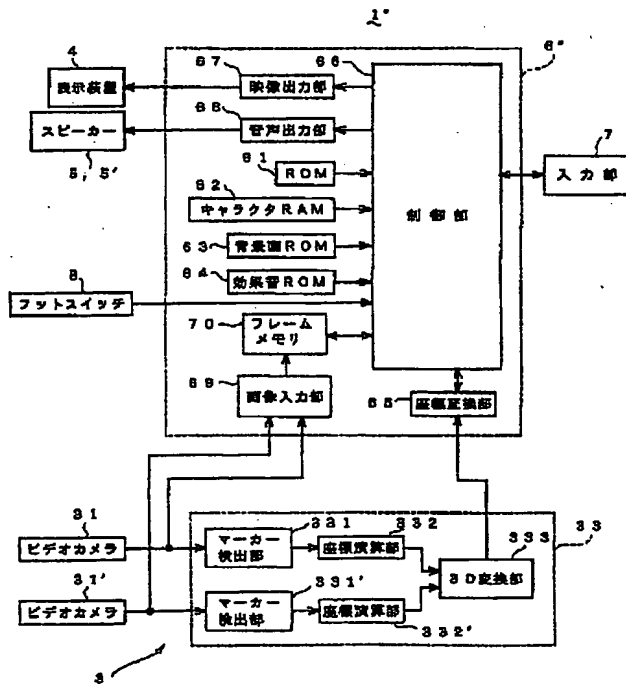 1"
4
表示装置
スピーカー
5, 5'
67
映像出力部
68
音声出力部
61
ROM
62
キャラクタRAM
63
背景画ROM
64
効果音ROM
66
制御部
6"
7
入力部
8
フットスイッチ
70
フレーム
メモリ
69
画像入力部
65
座標変換部
31
ビデオカメラ
31'
ビデオカメラ
331
マーカー
検出部
332
座標演算部
333
3D変換部
33
331'
マーカー
検出部
座標演算部
332'
3